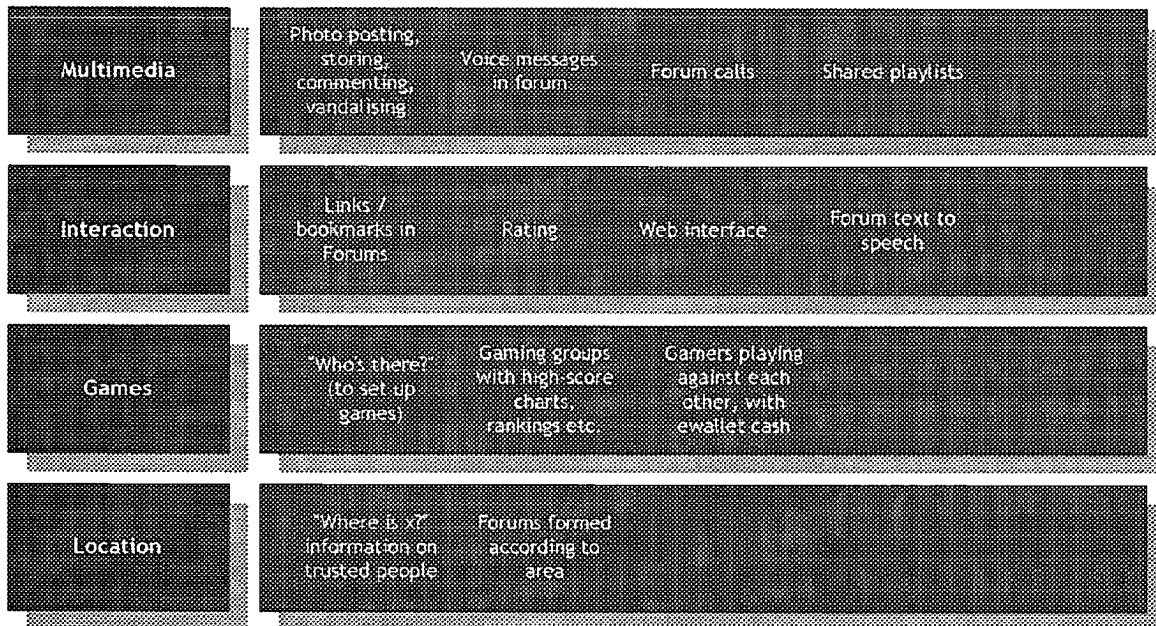 Multimedia
Photo posting,
storing,
commenting,
vandalising
Voice messages
in forum
Forum calls
Shared playlists
Interaction
Links /
bookmarks in
Forums
Rating
Web interface
Forum text to
speech
Games
"Who's there?"
(to set up
games)
Gaming groups
with high-score
charts,
rankings etc.
Gamers playing
against each
other, with
ewallet cash
Location
"Where is x?"
information on
trusted people
Forums formed
according to
area